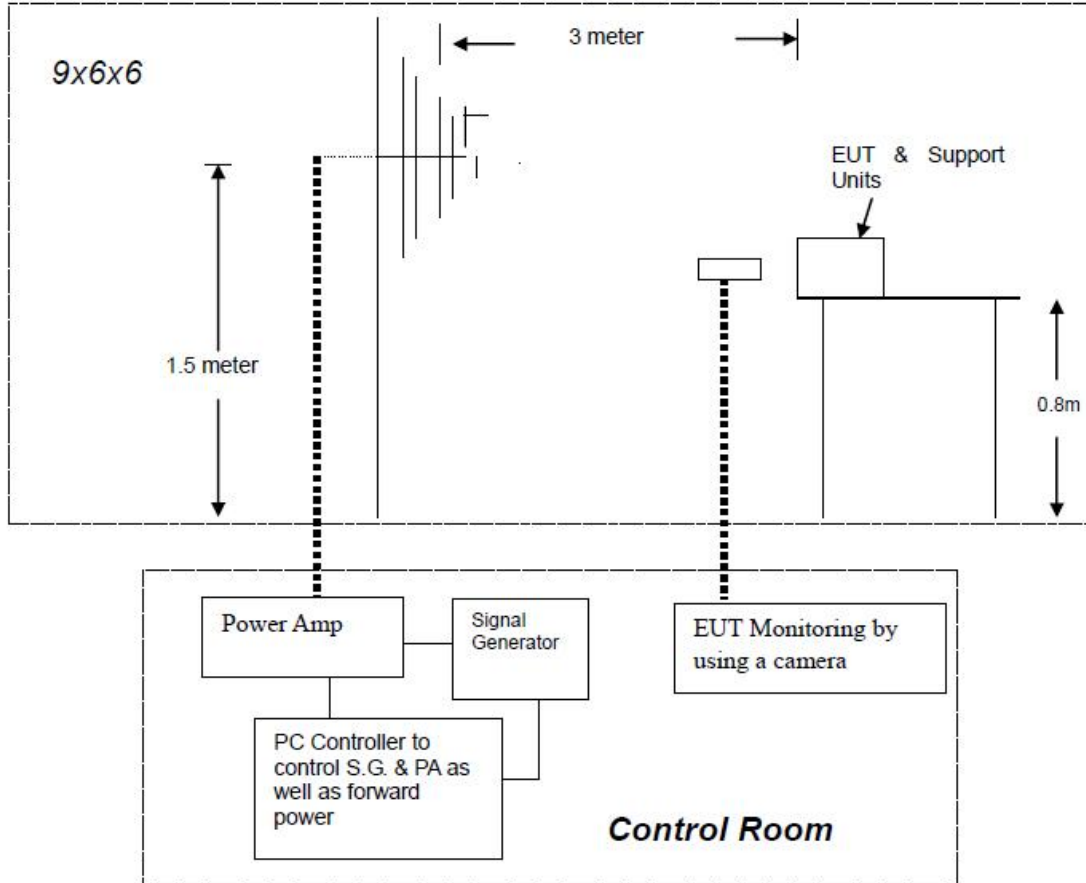 3 meter
9x6x6
EUT & Support
Units
1.5 meter
0.8m
Power Amp
Signal
Generator
EUT Monitoring by
using a camera
PC Controller to
control S.G. & PA as
well as forward
power
Control Room